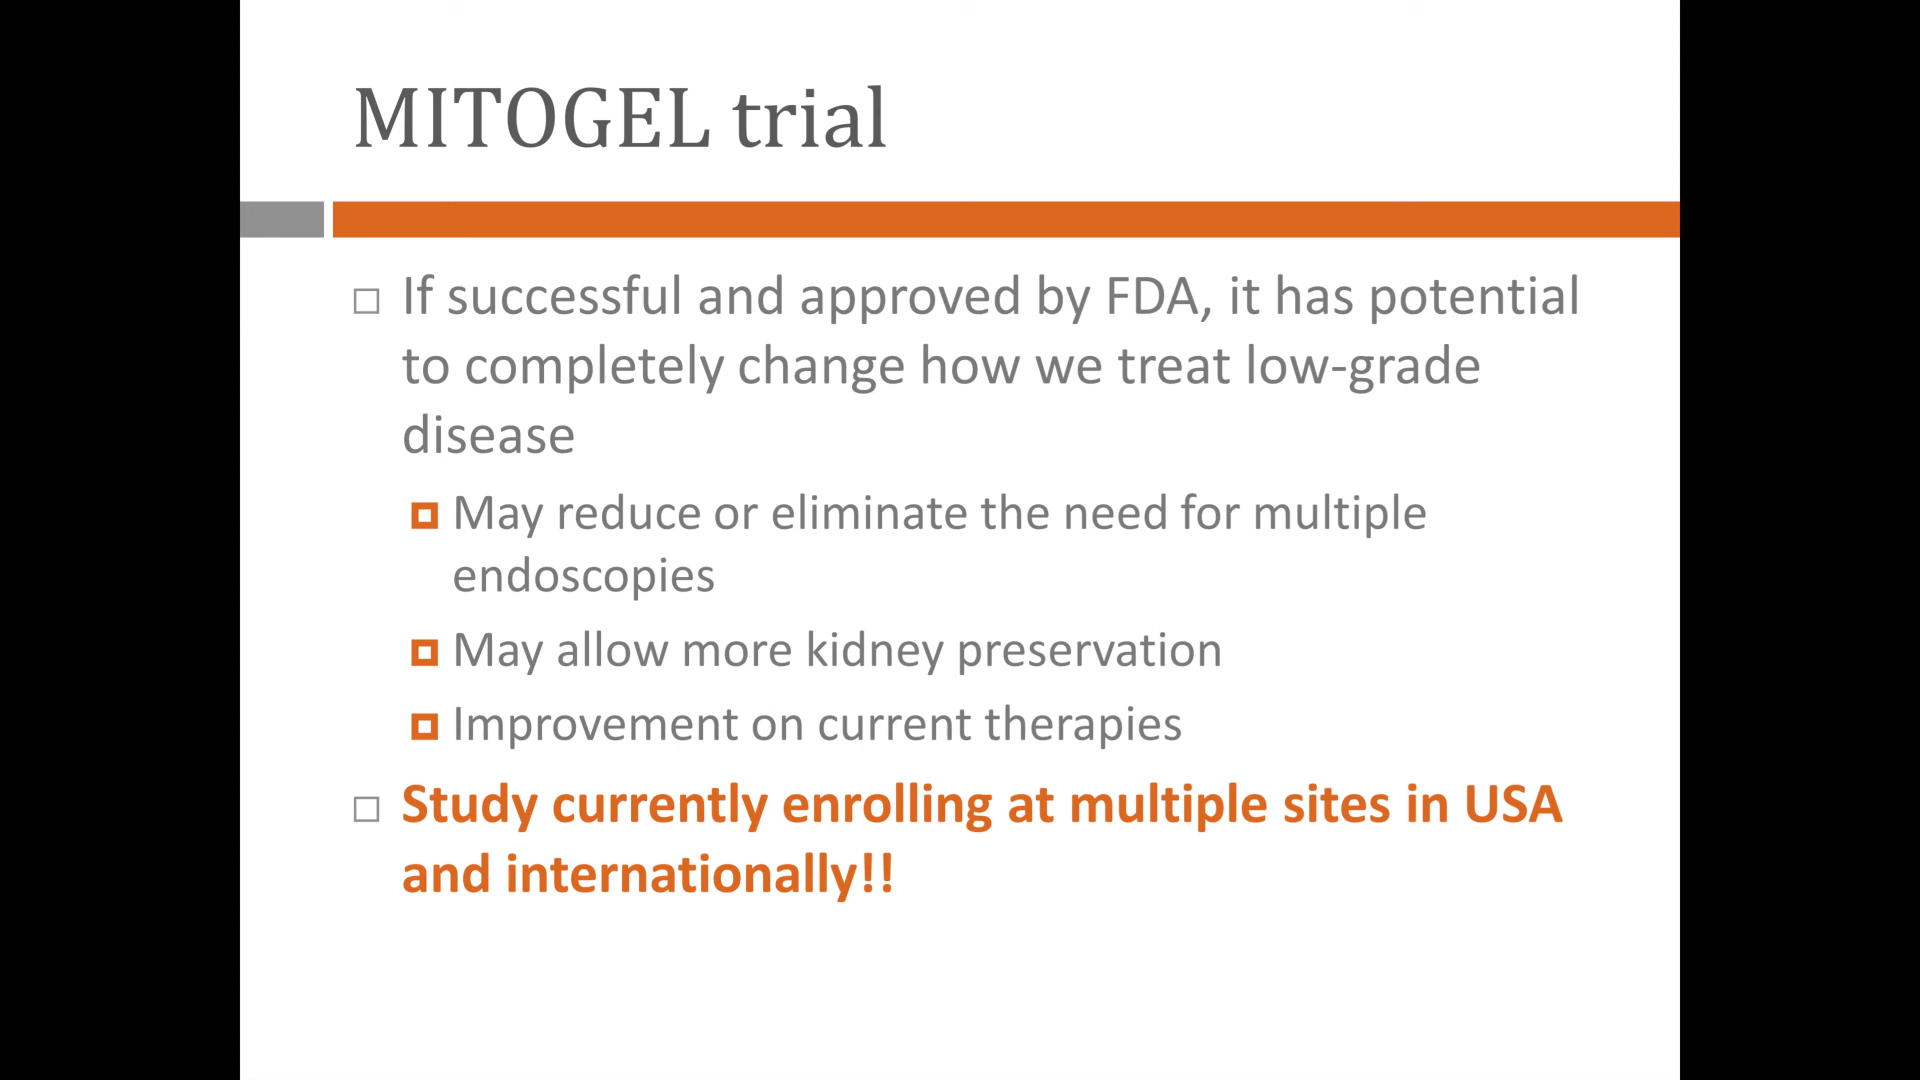 MITOGEL trial
If successful and approved by FDA, it has potential
to completely change how we treat low-grade
disease
May reduce or eliminate the need for multiple
endoscopies
May allow more kidney preservation
Improvement on current therapies
Study currently enrolling at multiple sites in USA
and internationally!!